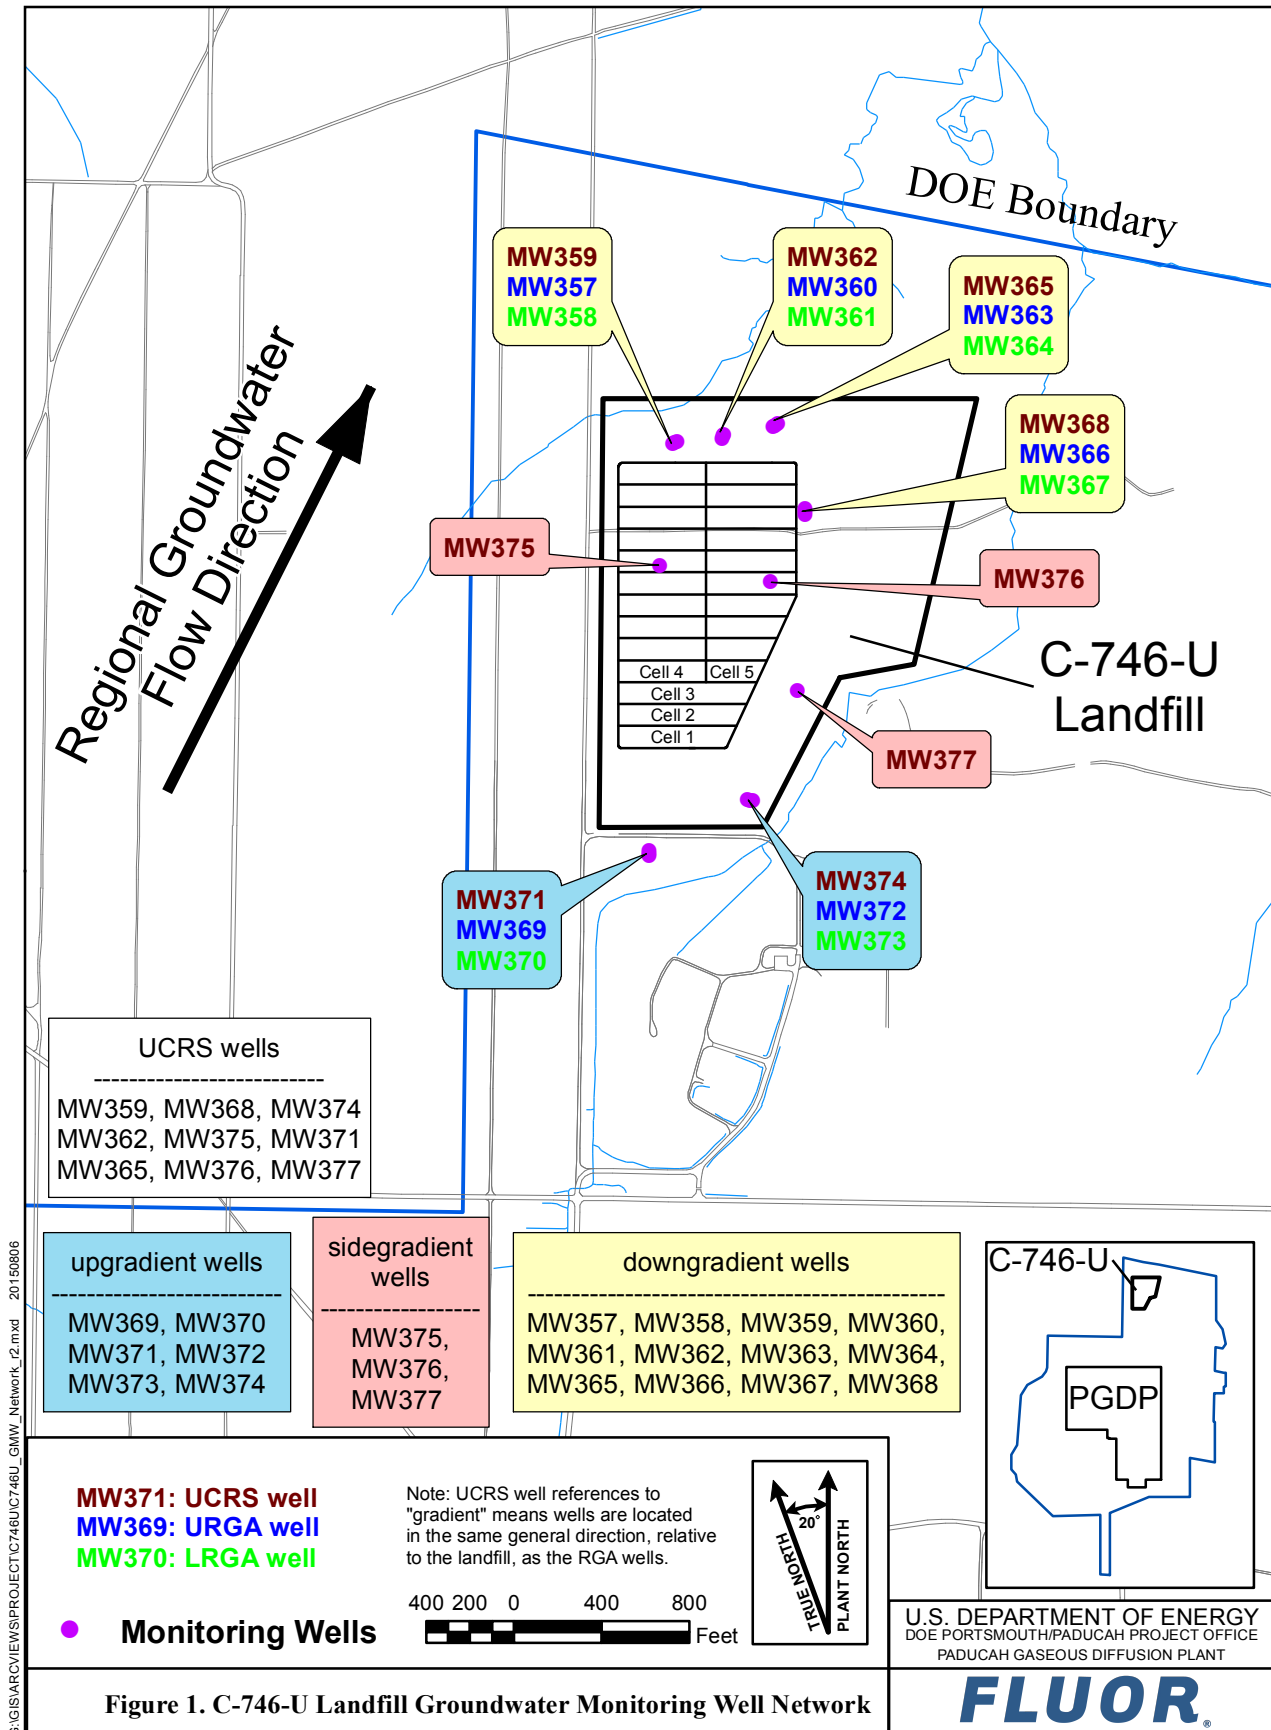 DOE Boundary
MW359
MW357
MW358
MW362
MW360
MW361
MW365
MW363
MW364
MW368
MW366
MW367
Regional Groundwater
Flow Direction
MW375
MW376
C-746-U
Landfill
Cell 4
Cell 5
Cell 3
Cell 2
Cell 1
MW377
MW371
MW369
MW370
MW374
MW372
MW373
UCRS wells
---------------------------
MW359, MW368, MW374
MW362, MW375, MW371
MW365, MW376, MW377
upgradient wells
---------------------------
MW369, MW370
MW371, MW372
MW373, MW374
sidegradient
wells
-------------------
MW375,
MW376,
MW377
downgradient wells
-------------------------------------------------
MW357, MW358, MW359, MW360,
MW361, MW362, MW363, MW364,
MW365, MW366, MW367, MW368
C-746-U
PGDP
MW371: UCRS well
MW369: URGA well
MW370: LRGA well
Monitoring Wells
Note: UCRS well references to
"gradient" means wells are located
in the same general direction, relative
to the landfill, as the RGA wells.
400 200 0 400 800
Feet
20°
TRUE NORTH
PLANT NORTH
U.S. DEPARTMENT OF ENERGY
DOE PORTSMOUTH/PADUCAH PROJECT OFFICE
PADUCAH GASEOUS DIFFUSION PLANT
FLUOR®
Figure 1. C-746-U Landfill Groundwater Monitoring Well Network
S:\GIS\ARCVIEWS\PROJECT\C746U\C746U_GMW_Network_r2.mxd 20150806